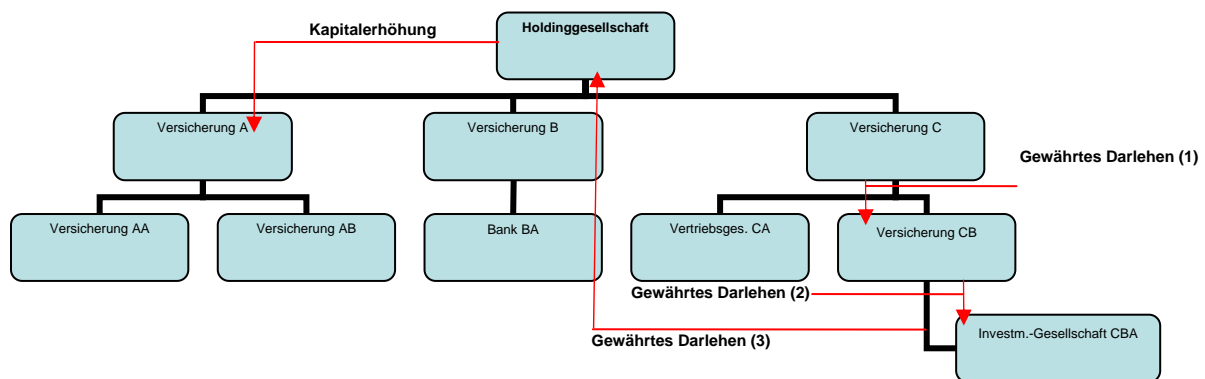 Kapitalerhöhung
Holdinggesellschaft
Versicherung A
Versicherung B
Versicherung C
Gewährtes Darlehen (1)
Versicherung AA
Versicherung AB
Bank BA
Vertriebsges. CA
Versicherung CB
Gewährtes Darlehen (2)
Gewährtes Darlehen (3)
Investm.-Gesellschaft CBA